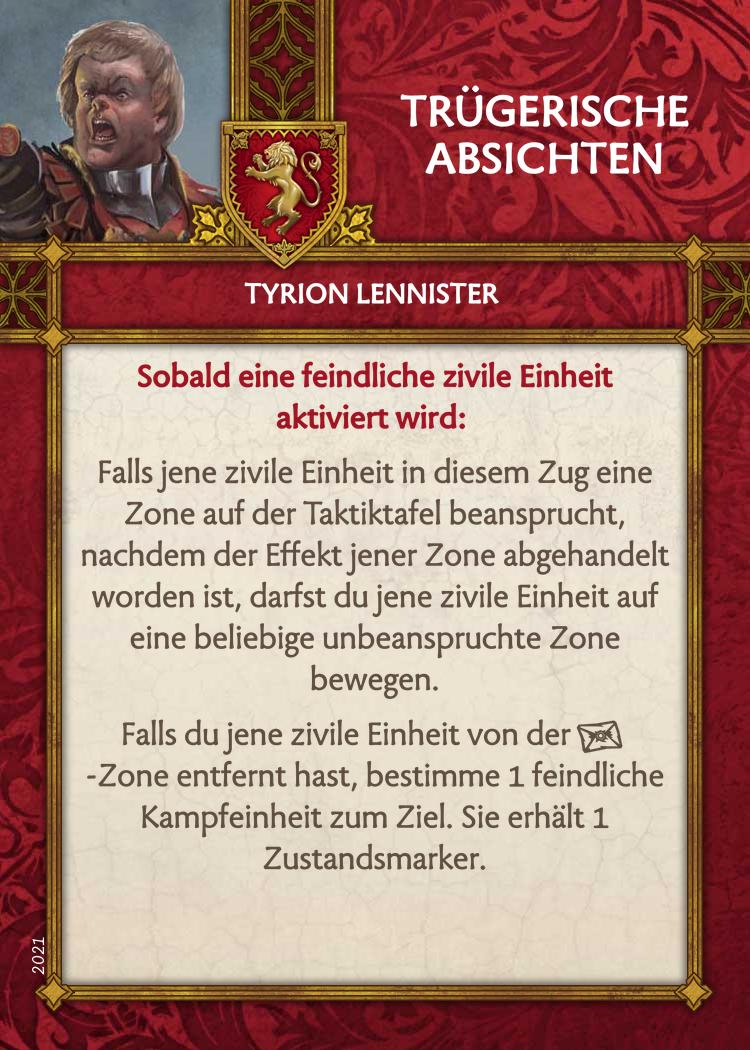 TRÜGERISCHE
ABSICHTEN
TYRION LENNISTER
Sobald eine feindliche zivile Einheit
aktiviert wird:
Falls jene zivile Einheit in diesem Zug eine
Zone auf der Taktiktafel beansprucht,
nachdem der Effekt jener Zone abgehandelt
worden ist, darfst du jene zivile Einheit auf
eine beliebige unbeanspruchte Zone
bewegen.
Falls du jene zivile Einheit von der
-Zone entfernt hast, bestimme 1 feindliche
Kampfeinheit zum Ziel. Sie erhält 1
Zustandsmarker.
2021